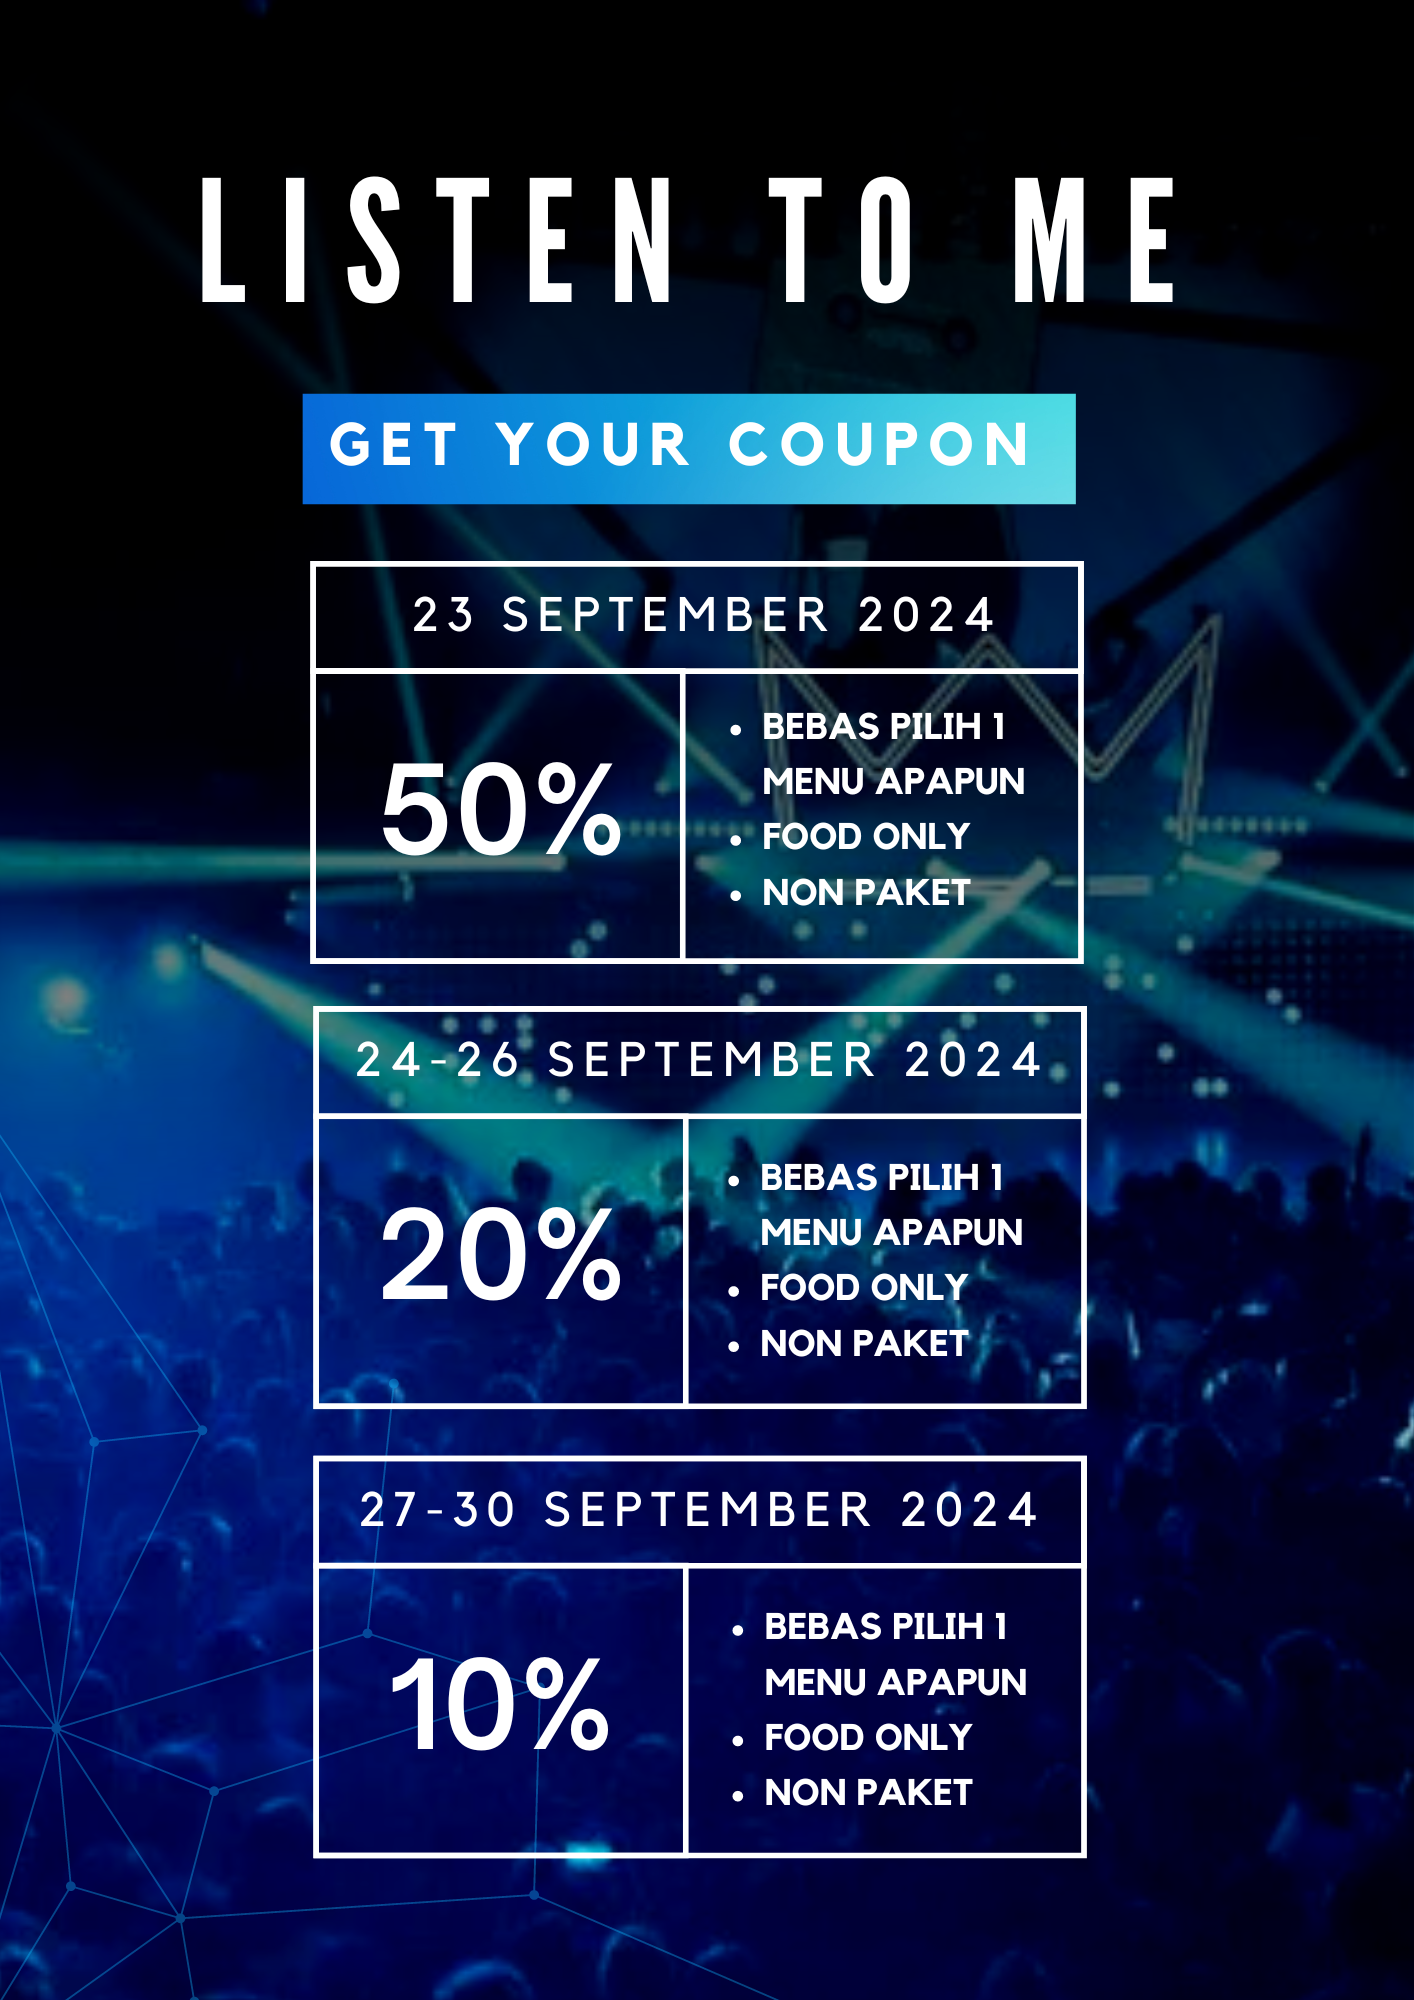 LISTEN TO ME
GET YOUR COUPON
23 SEPTEMBER 2024
50%
• BEBAS PILIH 1
MENU APAPUN
• FOOD ONLY
• NON PAKET
24-26 SEPTEMBER 2024
20%
• BEBAS PILIH 1
MENU APAPUN
• FOOD ONLY
• NON PAKET
27-30 SEPTEMBER 2024
10%
• BEBAS PILIH 1
MENU APAPUN
• FOOD ONLY
• NON PAKET